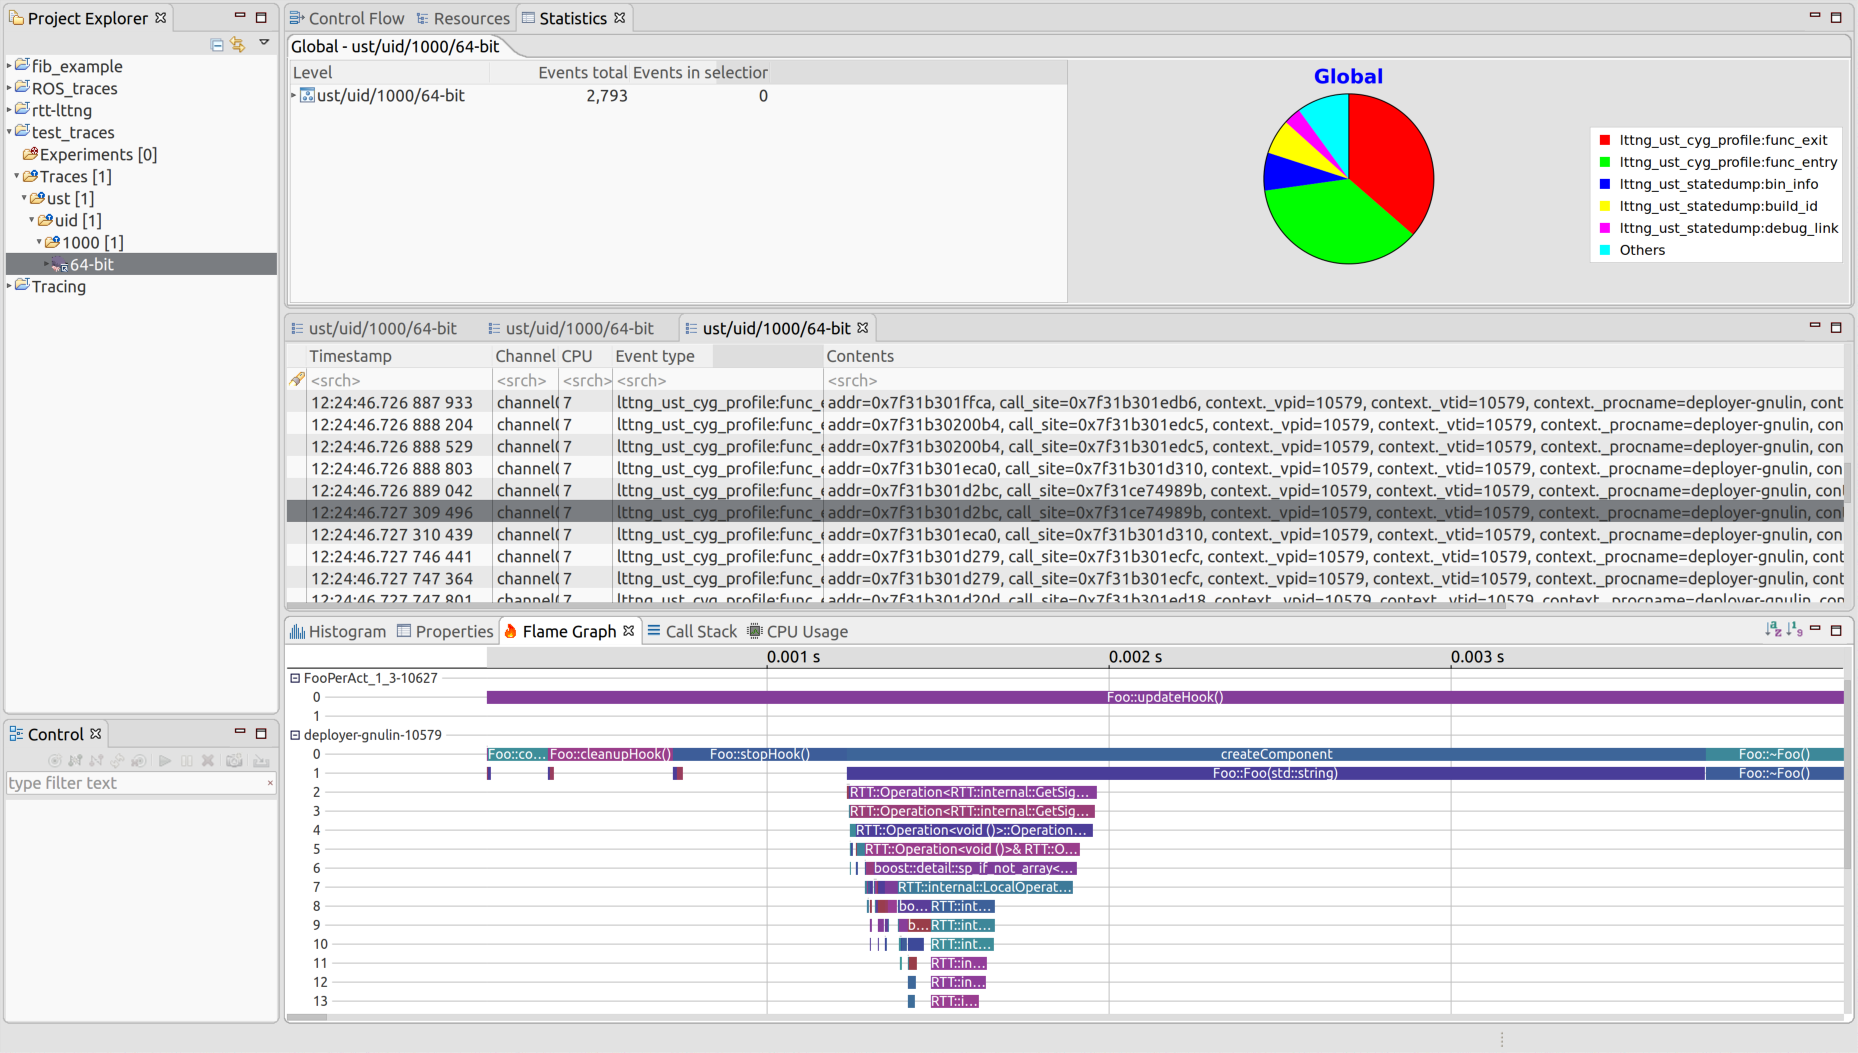 Project Explorer
fib_example
ROS_traces
rtt-lttng
test_traces
Experiments [0]
Traces [1]
ust [1]
uid [1]
1000 [1]
64-bit
Tracing
Control
type filter text
Control Flow Resources Statistics
Global - ust/uid/1000/64-bit
Level Events total Events in selection
ust/uid/1000/64-bit 2,793 0
Global
lttng_ust_cyg_profile:func_exit
lttng_ust_cyg_profile:func_entry
lttng_ust_statedump:bin_info
lttng_ust_statedump:build_id
lttng_ust_statedump:debug_link
Others
ust/uid/1000/64-bit ust/uid/1000/64-bit ust/uid/1000/64-bit
Timestamp Channel CPU Event type Contents
<srch> <srch> <srch> <srch> <srch>
12:24:46.726 887 933 channel0 7 lttng_ust_cyg_profile:func_e addr=0x7f31b301ffca, call_site=0x7f31b301edb6, context._vpid=10579, context._vtid=10579, context._procname=deployer-gnulin, cont
12:24:46.726 888 204 channel0 7 lttng_ust_cyg_profile:func_e addr=0x7f31b30200b4, call_site=0x7f31b301edc5, context._vpid=10579, context._vtid=10579, context._procname=deployer-gnulin, con
12:24:46.726 888 529 channel0 7 lttng_ust_cyg_profile:func_e addr=0x7f31b30200b4, call_site=0x7f31b301edc5, context._vpid=10579, context._vtid=10579, context._procname=deployer-gnulin, con
12:24:46.726 888 803 channel0 7 lttng_ust_cyg_profile:func_e addr=0x7f31b301eca0, call_site=0x7f31b301d310, context._vpid=10579, context._vtid=10579, context._procname=deployer-gnulin, con
12:24:46.726 889 042 channel0 7 lttng_ust_cyg_profile:func_e addr=0x7f31b301d2bc, call_site=0x7f31ce74989b, context._vpid=10579, context._vtid=10579, context._procname=deployer-gnulin, con
12:24:46.727 309 496 channel0 7 lttng_ust_cyg_profile:func_e addr=0x7f31b301d2bc, call_site=0x7f31ce74989b, context._vpid=10579, context._vtid=10579, context._procname=deployer-gnulin, con
12:24:46.727 310 439 channel0 7 lttng_ust_cyg_profile:func_e addr=0x7f31b301eca0, call_site=0x7f31b301d310, context._vpid=10579, context._vtid=10579, context._procname=deployer-gnulin, con
12:24:46.727 746 441 channel0 7 lttng_ust_cyg_profile:func_e addr=0x7f31b301d279, call_site=0x7f31b301ecfc, context._vpid=10579, context._vtid=10579, context._procname=deployer-gnulin, cont
12:24:46.727 747 364 channel0 7 lttng_ust_cyg_profile:func_e addr=0x7f31b301d279, call_site=0x7f31b301ecfc, context._vpid=10579, context._vtid=10579, context._procname=deployer-gnulin, cont
12:24:46.727 747 801 channel0 7 lttng_ust_cyg_profile:func_e addr=0x7f31b301d20d, call_site=0x7f31b301ed18, context._vpid=10579, context._vtid=10579, context._procname=deployer-gnulin, con
Histogram Properties Flame Graph Call Stack CPU Usage
0.001 s 0.002 s 0.003 s
FooPerAct_1_3-10627
0 Foo::updateHook()
1
deployer-gnulin-10579
0 Foo::co... Foo::cleanupHook() Foo::stopHook() createComponent Foo::~Foo()
1 Foo::Foo(std::string) Foo::~Foo()
2 RTT::Operation<RTT::internal::GetSig...
3 RTT::Operation<RTT::internal::GetSig...
4 RTT::Operation<void ()>::Operation...
5 RTT::Operation<void ()>& RTT::O...
6 boost::detail::sp_if_not_array<...
7 RTT::internal::LocalOperat...
8 bo... RTT::int...
9 b... RTT::int...
10 RTT::int...
11 RTT::in...
12 RTT::in...
13 RTT::i...